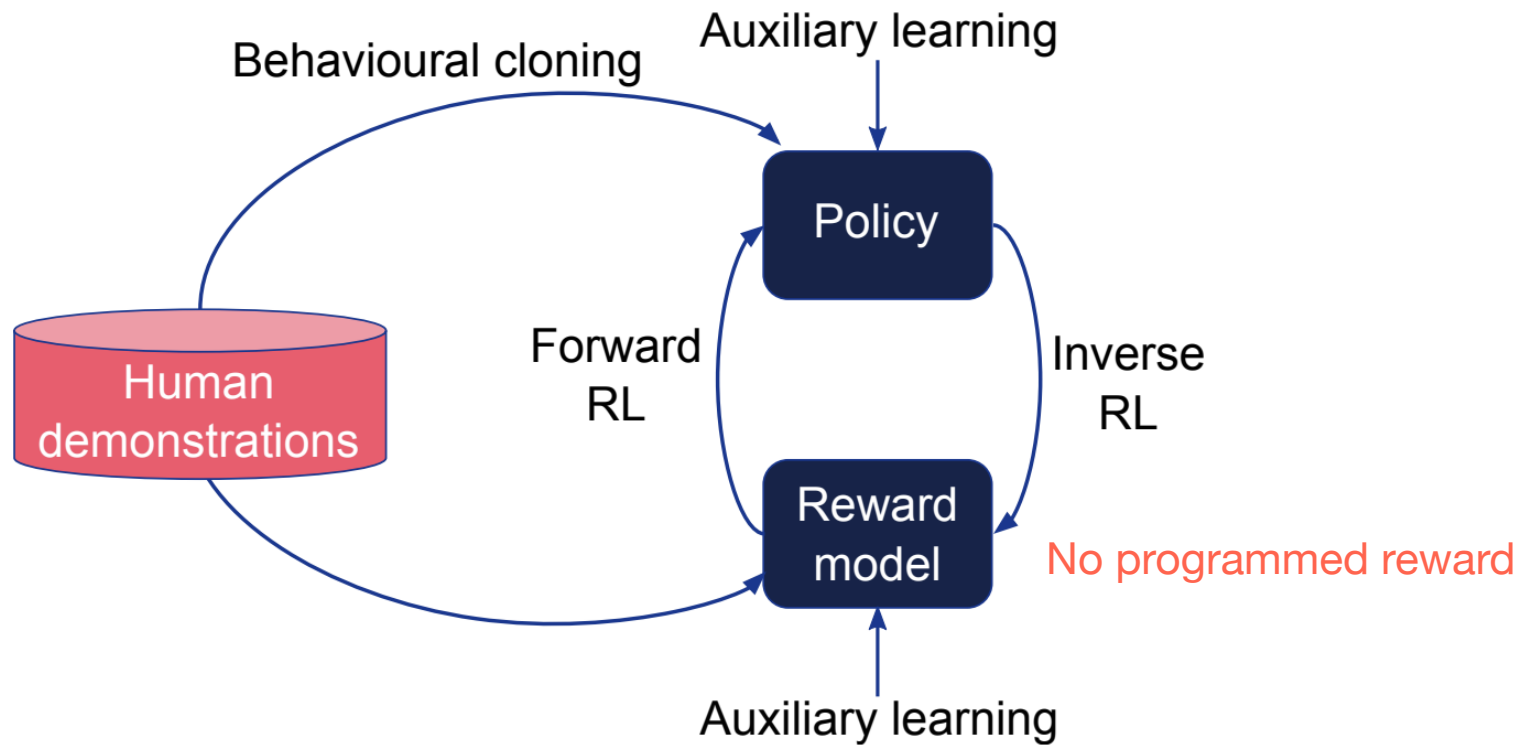 Auxiliary learning
Behavioural cloning
Policy
Forward
RL
Inverse
RL
Human
demonstrations
Reward
model
No programmed reward
Auxiliary learning